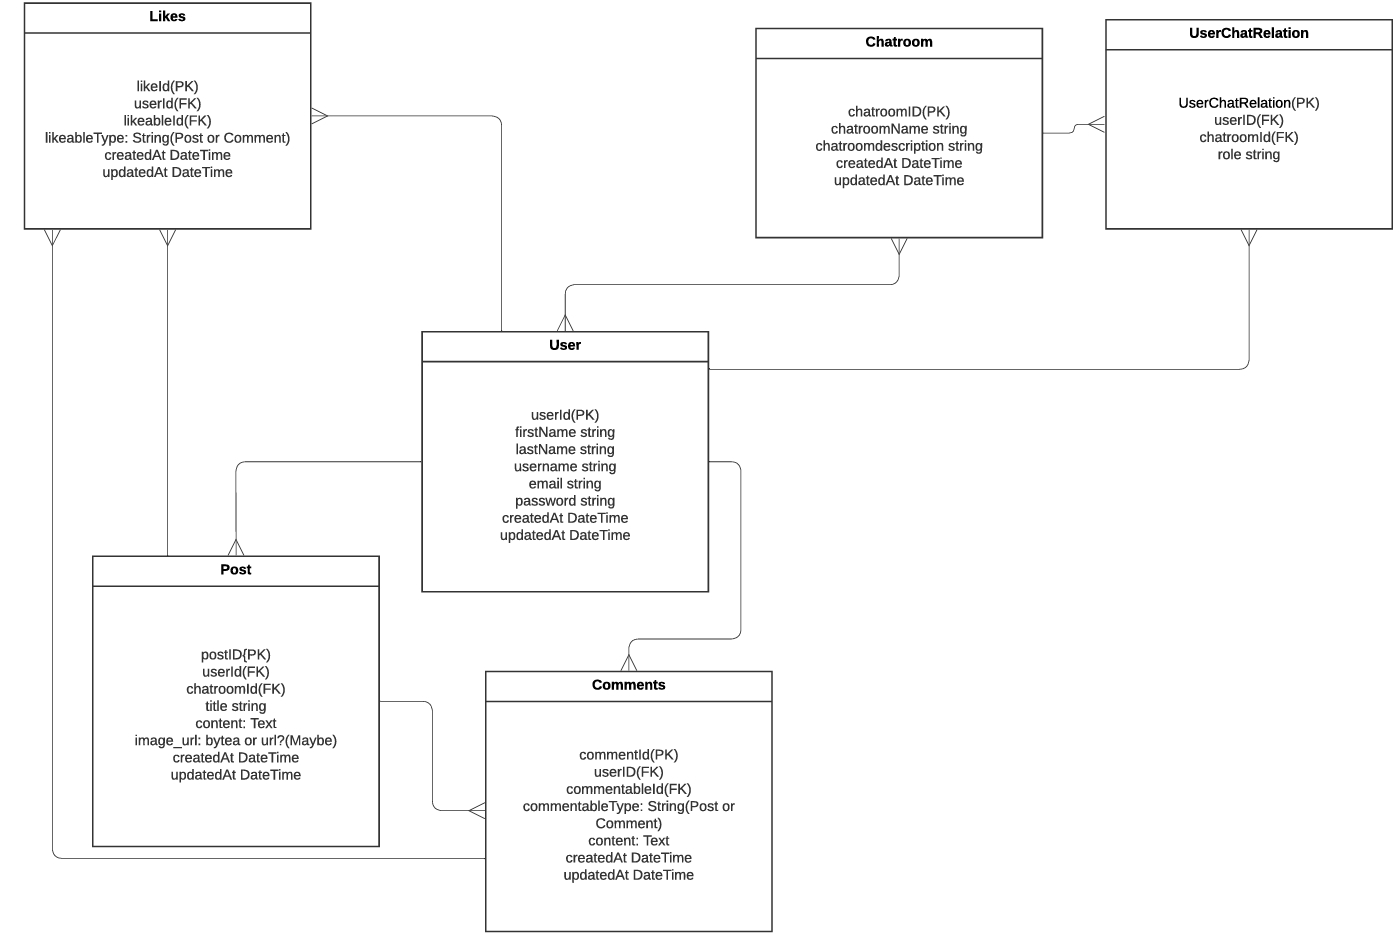 Likes
likeId(PK)
userId(FK)
likeableId(FK)
likeableType: String(Post or Comment)
createdAt DateTime
updatedAt DateTime
Chatroom
chatroomID(PK)
chatroomName string
chatroomdescription string
createdAt DateTime
updatedAt DateTime
UserChatRelation
UserChatRelation(PK)
userID(FK)
chatroomId(FK)
role string
User
userId(PK)
firstName string
lastName string
username string
email string
password string
createdAt DateTime
updatedAt DateTime
Post
postID{PK)
userId(FK)
chatroomId(FK)
title string
content: Text
image_url: bytea or url?(Maybe)
createdAt DateTime
updatedAt DateTime
Comments
commentId(PK)
userID(FK)
commentableId(FK)
commentableType: String(Post or
Comment)
content: Text
createdAt DateTime
updatedAt DateTime